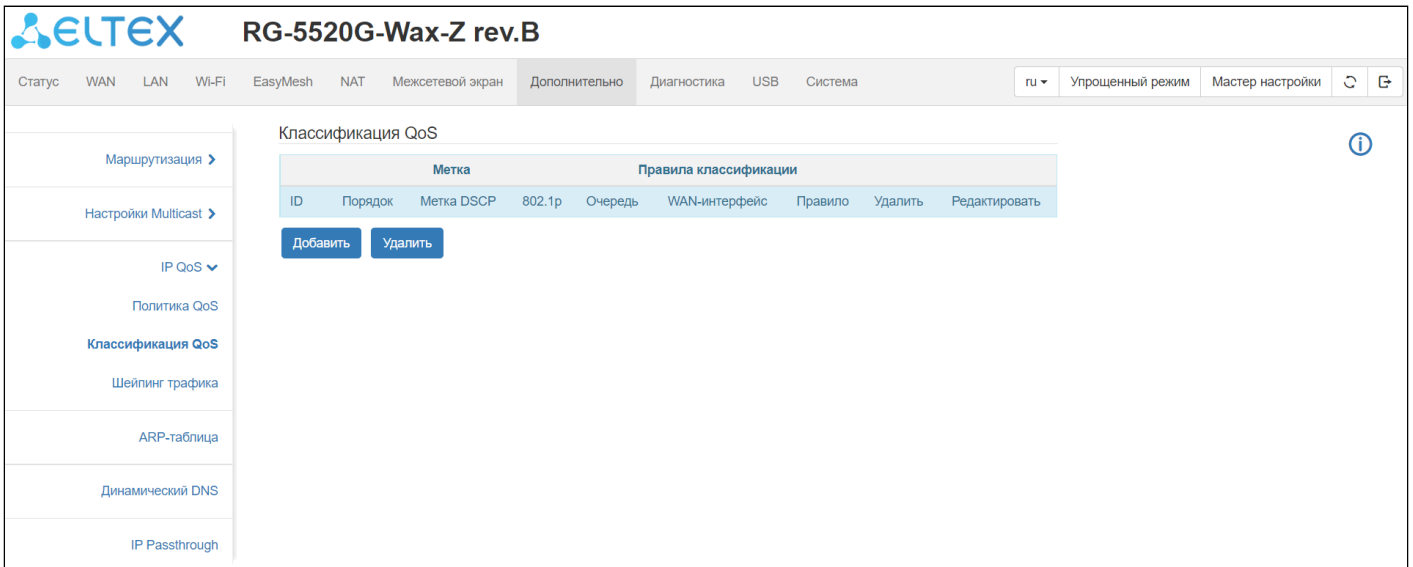 ELTEX RG-5520G-Wax-Z rev.B
Статус WAN LAN Wi-Fi EasyMesh NAT Межсетевой экран Дополнительно Диагностика USB Система ru Упрощенный режим Мастер настройки
Классификация QoS
Маршрутизация
Метка Правила классификации
ID Порядок Метка DSCP 802.1p Очередь WAN-интерфейс Правило Удалить Редактировать
Настройки Multicast
Добавить Удалить
IP QoS
Политика QoS
Классификация QoS
Шейпинг трафика
ARP-таблица
Динамический DNS
IP Passthrough